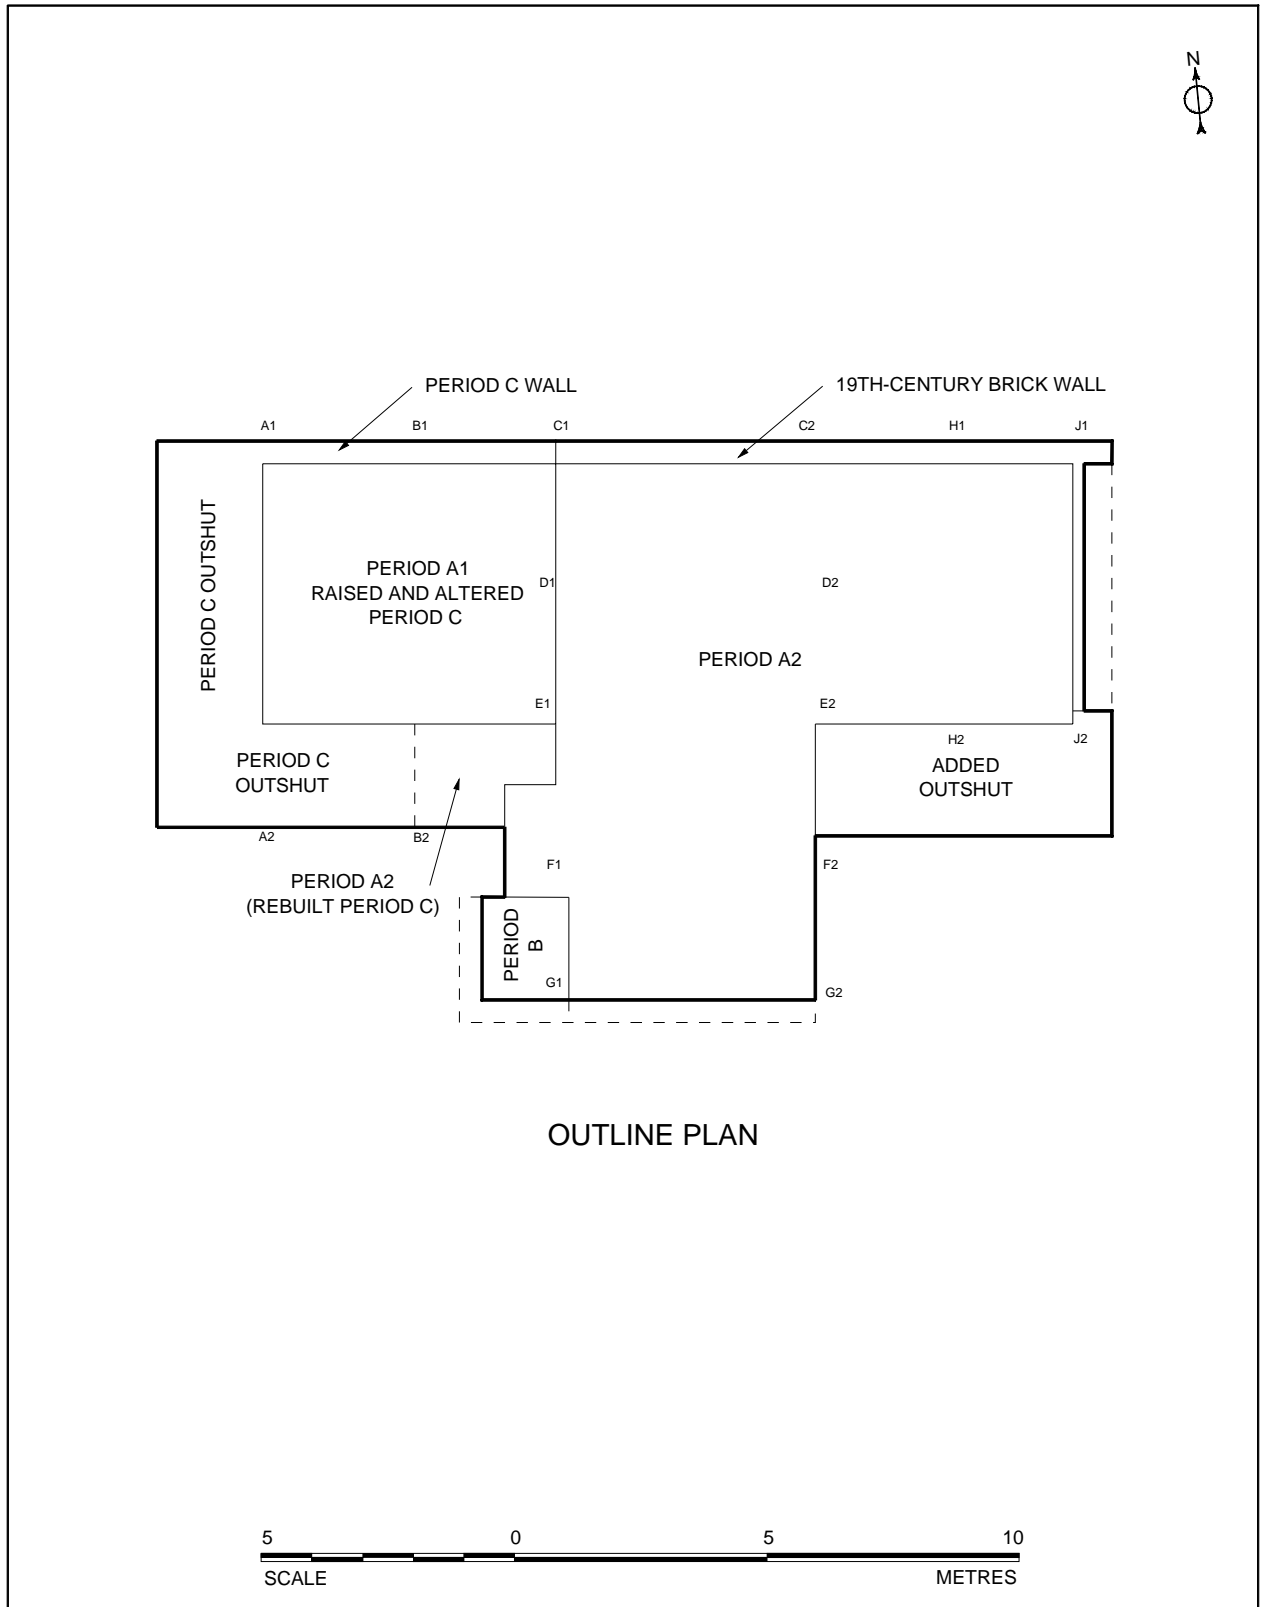 N
PERIOD C WALL
19TH-CENTURY BRICK WALL
A1
B1
C1
C2
H1
J1
PERIOD C OUTSHUT
PERIOD A1
RAISED AND ALTERED
PERIOD C
D1
D2
PERIOD A2
E1
E2
H2
J2
PERIOD C
OUTSHUT
ADDED
OUTSHUT
A2
B2
F1
F2
PERIOD A2
(REBUILT PERIOD C)
PERIOD
B
G1
G2
OUTLINE PLAN
5
0
5
10
SCALE
METRES